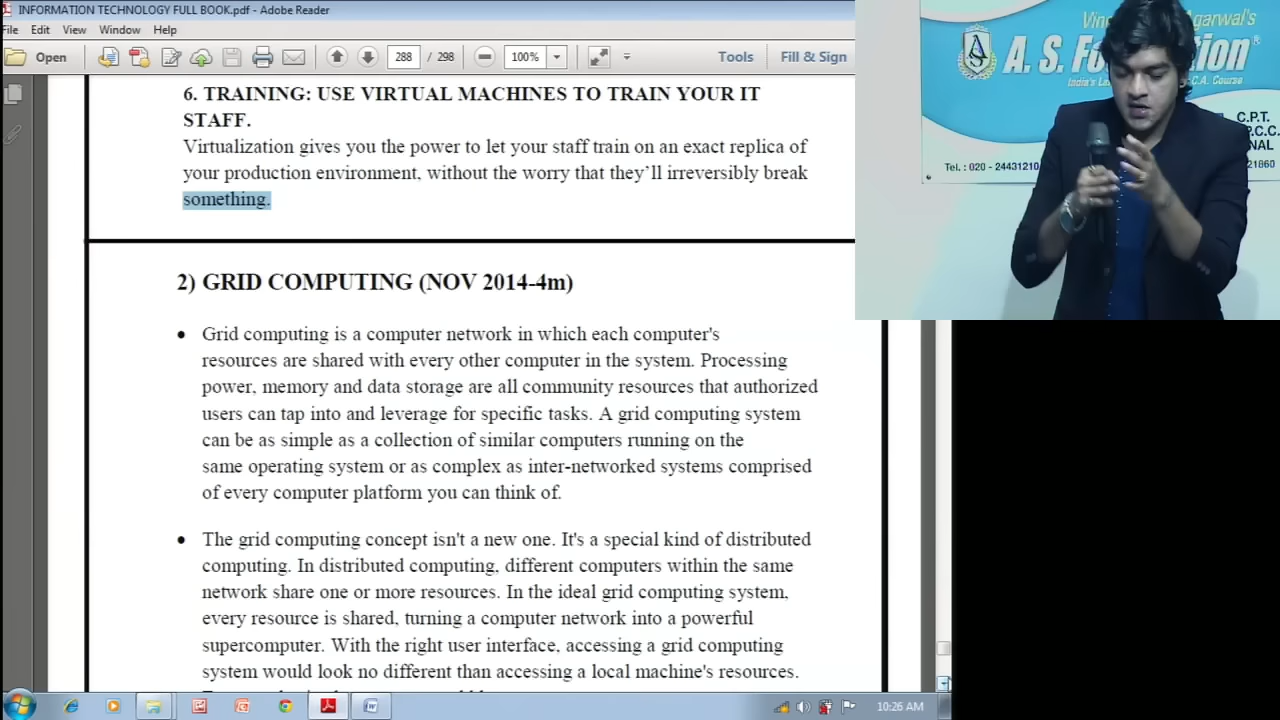 INFORMATION TECHNOLOGY FULL BOOK.pdf - Adobe Reader
File Edit View Window Help
Open 288 / 298 100% Tools Fill & Sign
6. TRAINING: USE VIRTUAL MACHINES TO TRAIN YOUR IT
STAFF.
Virtualization gives you the power to let your staff train on an exact replica of
your production environment, without the worry that they’ll irreversibly break
something.
2) GRID COMPUTING (NOV 2014-4m)
• Grid computing is a computer network in which each computer's
resources are shared with every other computer in the system. Processing
power, memory and data storage are all community resources that authorized
users can tap into and leverage for specific tasks. A grid computing system
can be as simple as a collection of similar computers running on the
same operating system or as complex as inter-networked systems comprised
of every computer platform you can think of.
• The grid computing concept isn't a new one. It's a special kind of distributed
computing. In distributed computing, different computers within the same
network share one or more resources. In the ideal grid computing system,
every resource is shared, turning a computer network into a powerful
supercomputer. With the right user interface, accessing a grid computing
system would look no different than accessing a local machine's resources.
10:26 AM
Agarwal's
A. S.
India's
C.A. Course
C.P.T.
Tel. : 020 - 24431210
21860